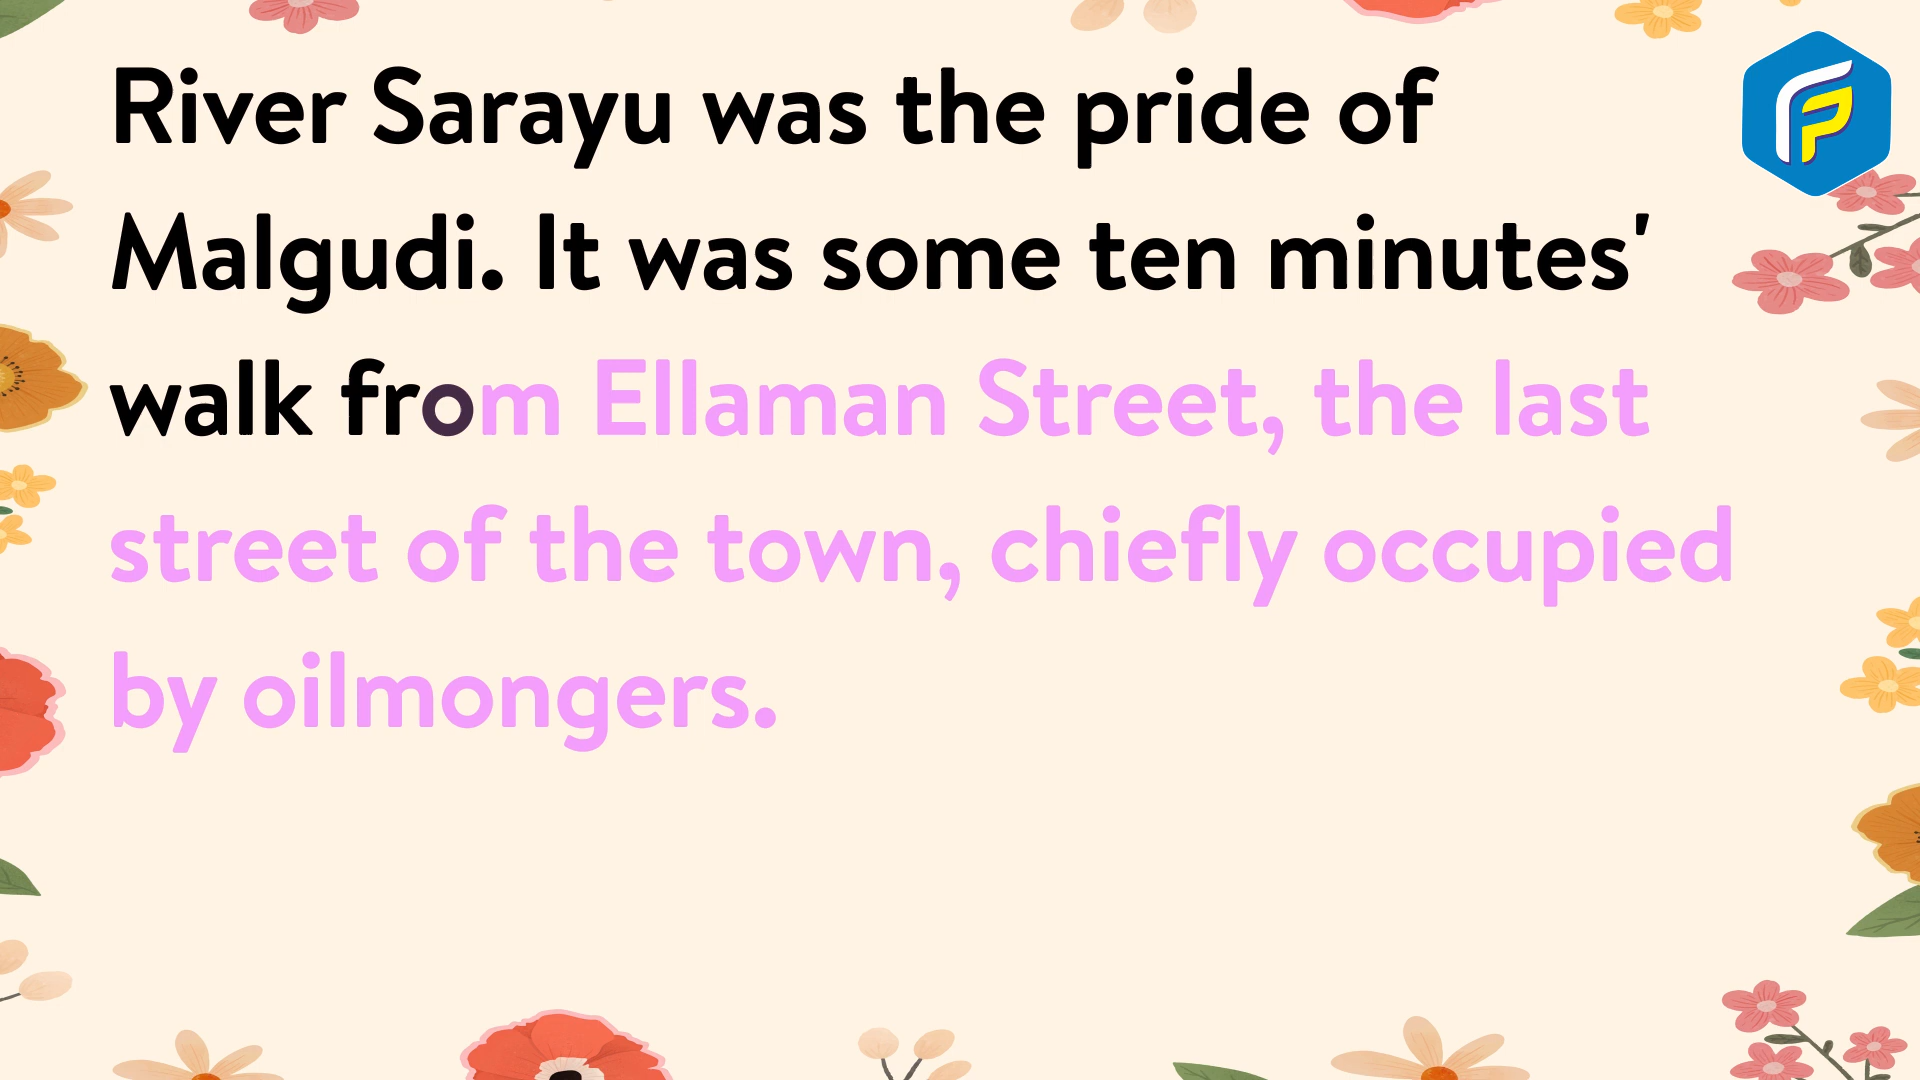 River Sarayu was the pride of
Malgudi. It was some ten minutes'
walk from Ellaman Street, the last
street of the town, chiefly occupied
by oilmongers.